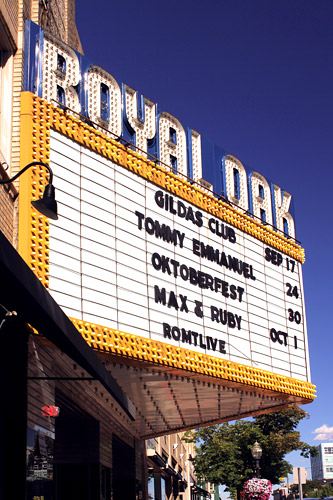 ROYAL OAK
GILDAS CLUB SEP 17
TOMMY EMMANUEL 24
OKTOBERFEST 30
MAX & RUBY OCT 1
ROMTLIVE